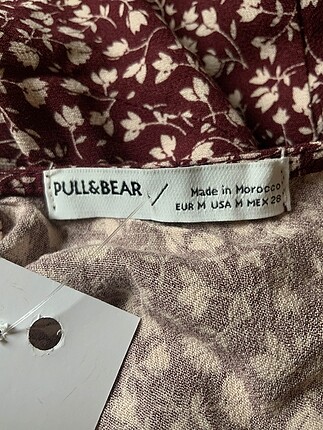 PULL&BEAR
Made in Morocco
EUR M USA M MEX 28